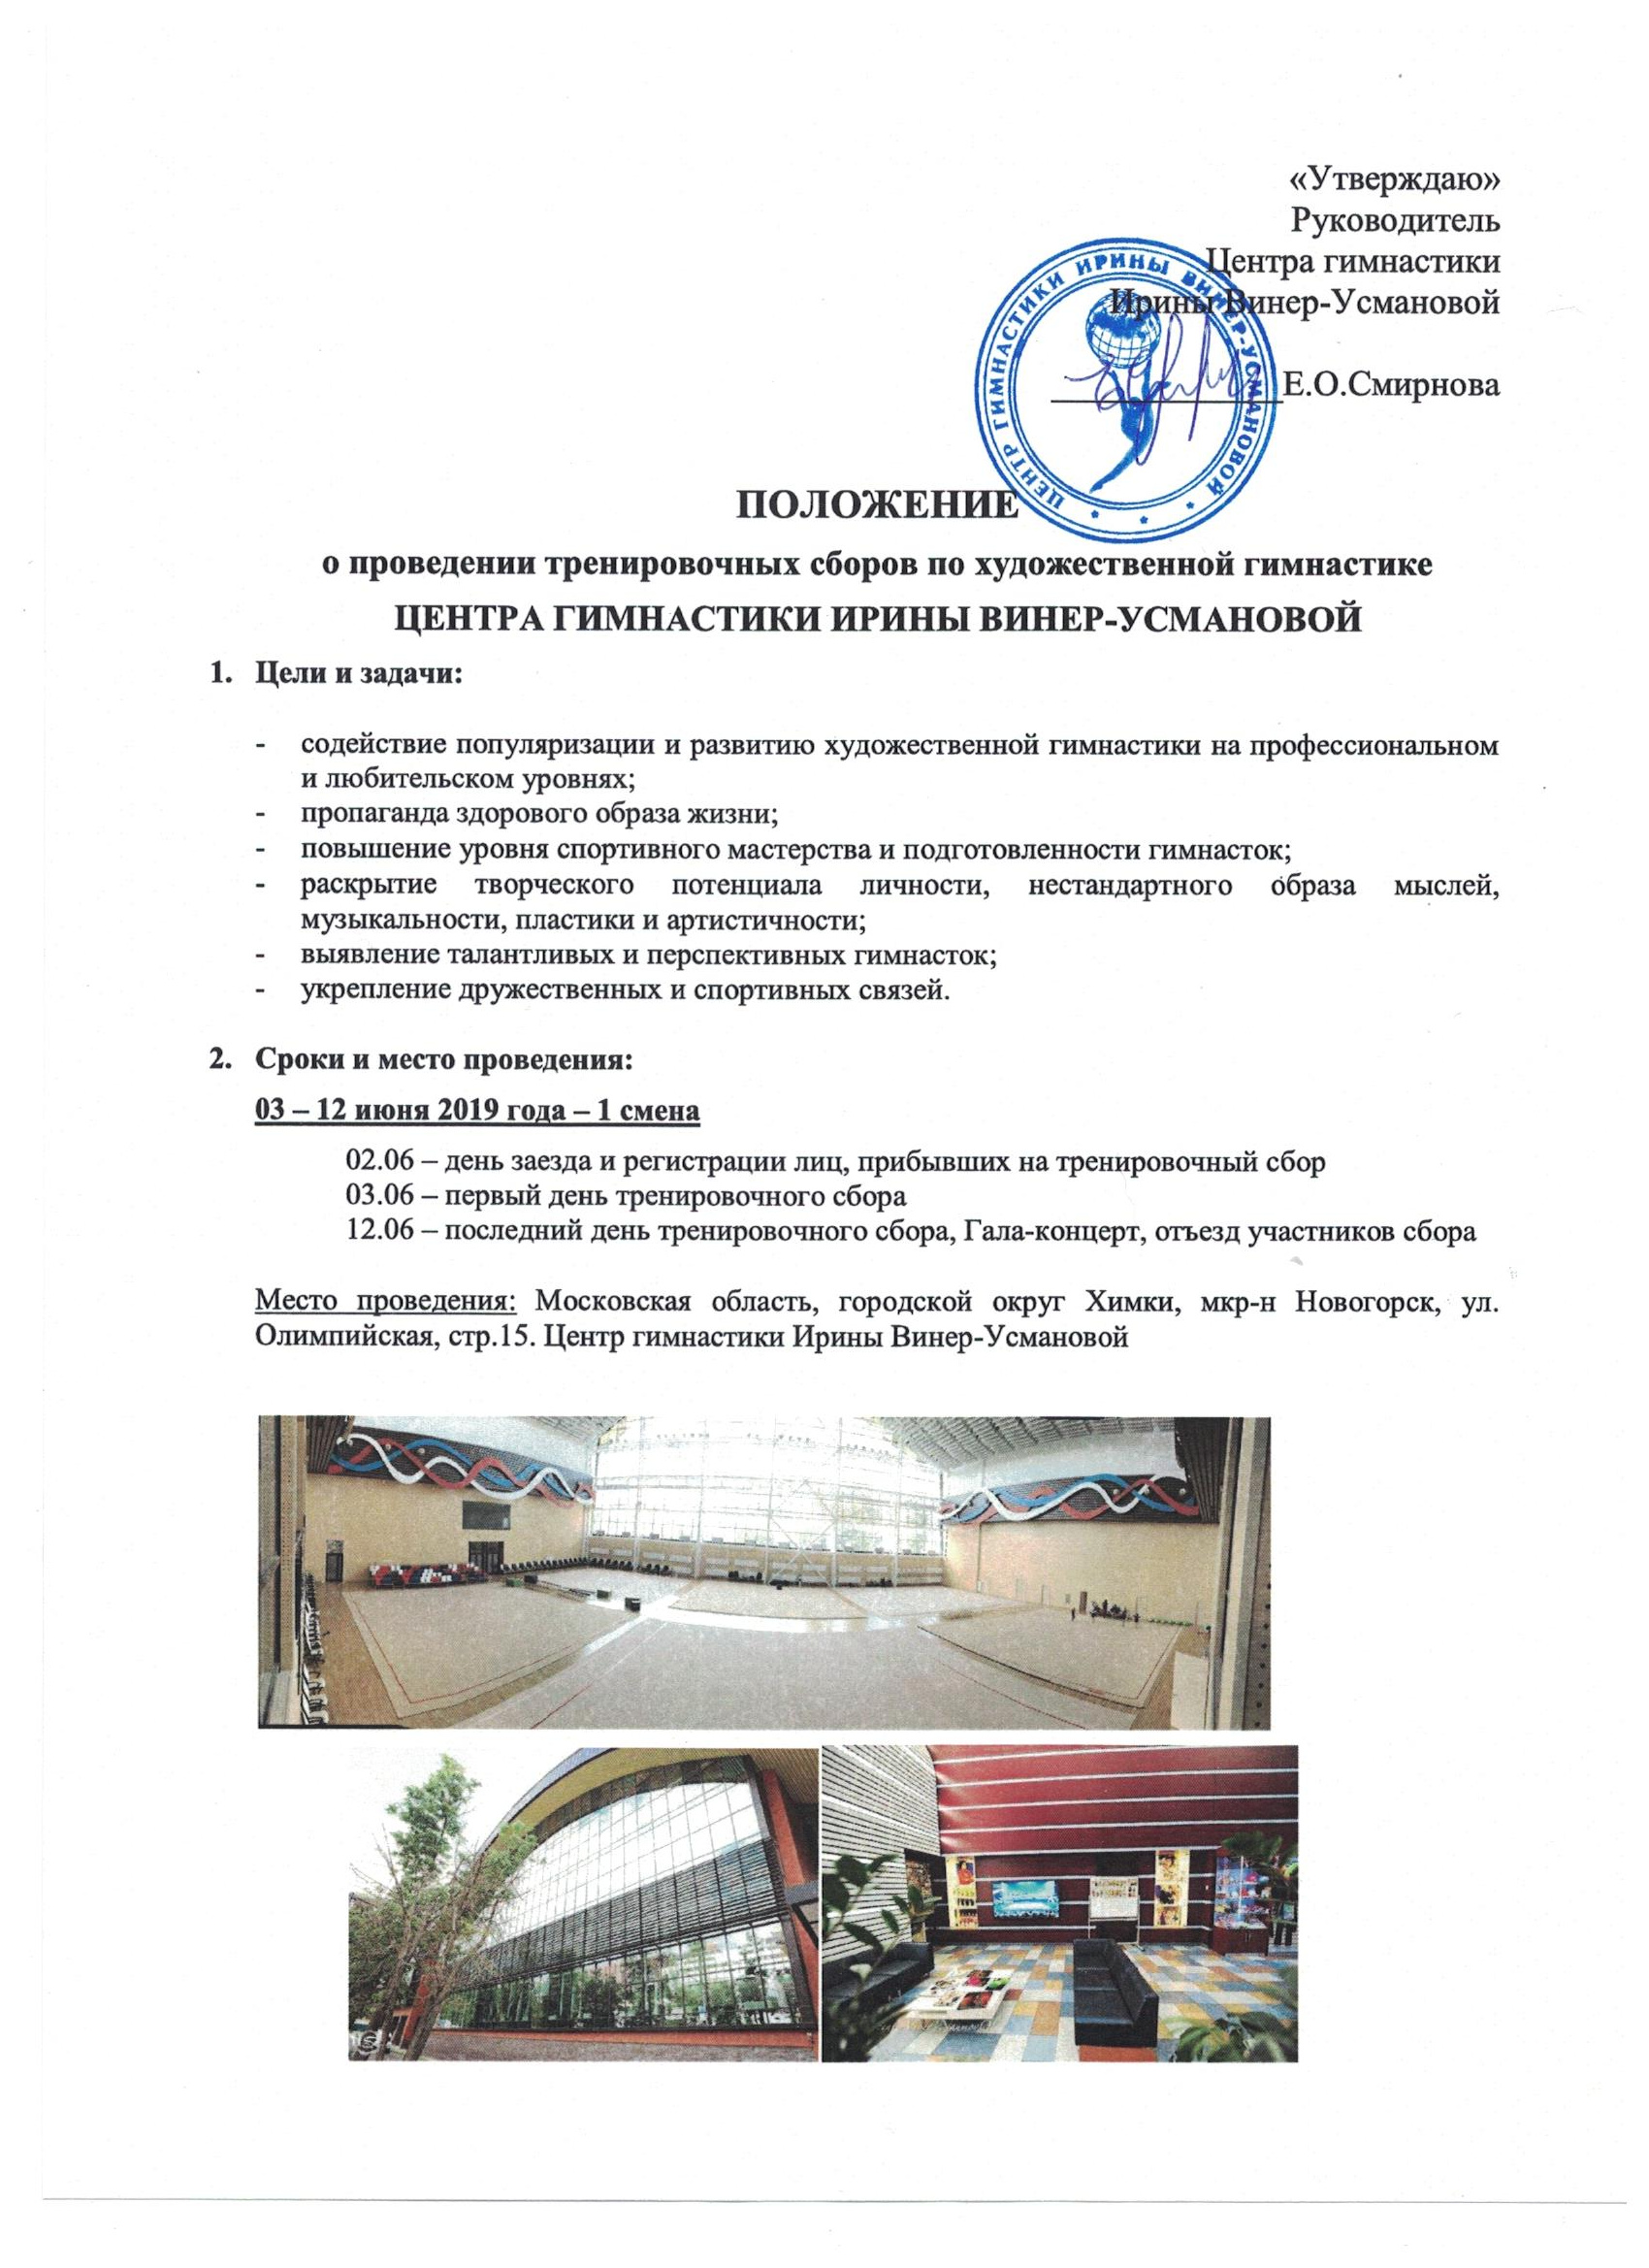 «Утверждаю»
Руководитель
Центра гимнастики
Ирины Винер-Усмановой
Е.О.Смирнова
ЦЕНТР ГИМНАСТИКИ ИРИНЫ ВИНЕР-УСМАНОВОЙ
ПОЛОЖЕНИЕ
о проведении тренировочных сборов по художественной гимнастике
ЦЕНТРА ГИМНАСТИКИ ИРИНЫ ВИНЕР-УСМАНОВОЙ
1. Цели и задачи:
- содействие популяризации и развитию художественной гимнастики на профессиональном
и любительском уровнях;
- пропаганда здорового образа жизни;
- повышение уровня спортивного мастерства и подготовленности гимнасток;
- раскрытие творческого потенциала личности, нестандартного образа мыслей,
музыкальности, пластики и артистичности;
- выявление талантливых и перспективных гимнасток;
- укрепление дружественных и спортивных связей.
2. Сроки и место проведения:
03 – 12 июня 2019 года – 1 смена
02.06 – день заезда и регистрации лиц, прибывших на тренировочный сбор
03.06 – первый день тренировочного сбора
12.06 – последний день тренировочного сбора, Гала-концерт, отъезд участников сбора
Место проведения: Московская область, городской округ Химки, мкр-н Новогорск, ул.
Олимпийская, стр.15. Центр гимнастики Ирины Винер-Усмановой